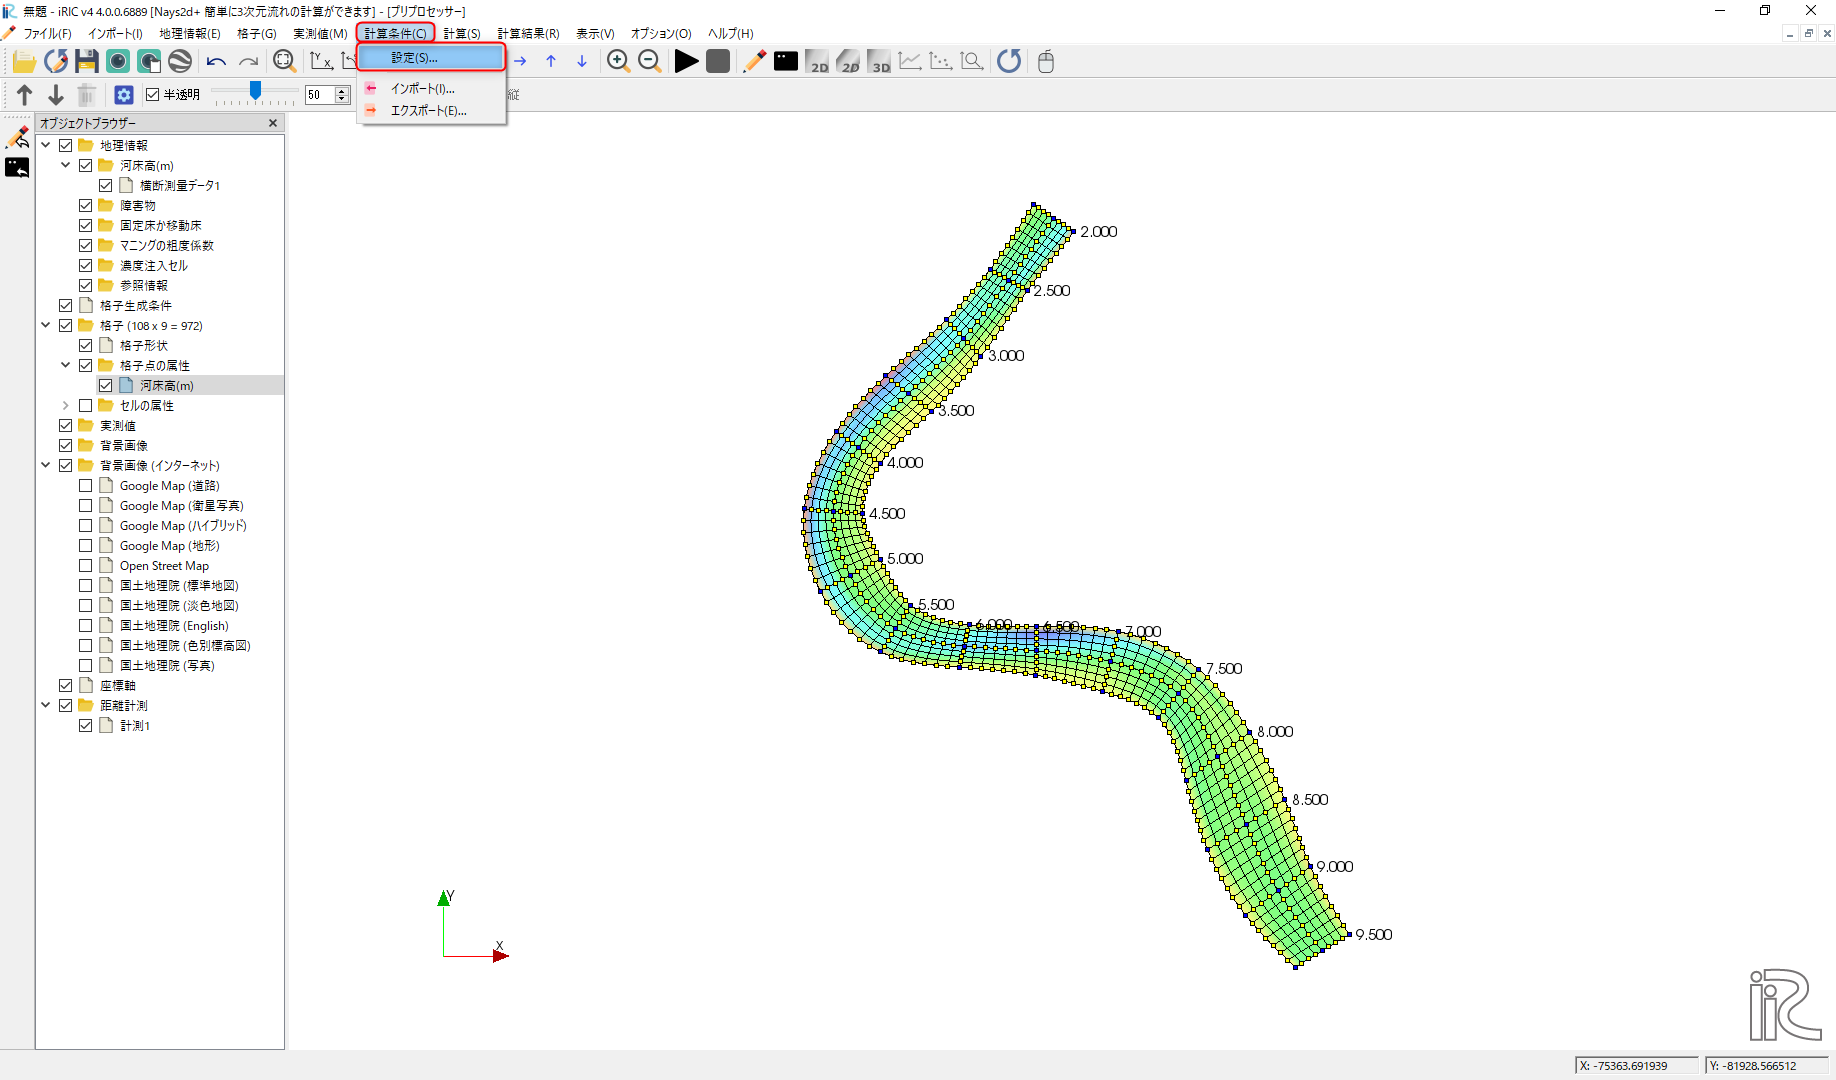 無題 - iRIC v4 4.0.0.6889 [Nays2d+ 簡単に3次元流れの計算ができます] - [プリプロセッサー]
ファイル(F) インポート(I) 地理情報(E) 格子(G) 実測値(M) 計算条件(C) 計算(S) 計算結果(R) 表示(V) オプション(O) ヘルプ(H)
設定(S)...
2D 2D 3D
インポート(I)...
エクスポート(E)...
半透明 50 縦
オブジェクトブラウザー
地理情報
河床高(m)
横断測量データ1
障害物
固定床か移動床
マニングの粗度係数
濃度注入セル
参照情報
格子生成条件
格子 (108 x 9 = 972)
格子形状
格子点の属性
河床高(m)
セルの属性
実測値
背景画像
背景画像 (インターネット)
Google Map (道路)
Google Map (衛星写真)
Google Map (ハイブリッド)
Google Map (地形)
Open Street Map
国土地理院 (標準地図)
国土地理院 (淡色地図)
国土地理院 (English)
国土地理院 (色別標高図)
国土地理院 (写真)
座標軸
距離計測
計測1
2.000
2.500
3.000
3.500
4.000
4.500
5.000
5.500
6.000
6.500
7.000
7.500
8.000
8.500
9.000
9.500
Y
X
iRIC
X: -75363.691939
Y: -81928.566512